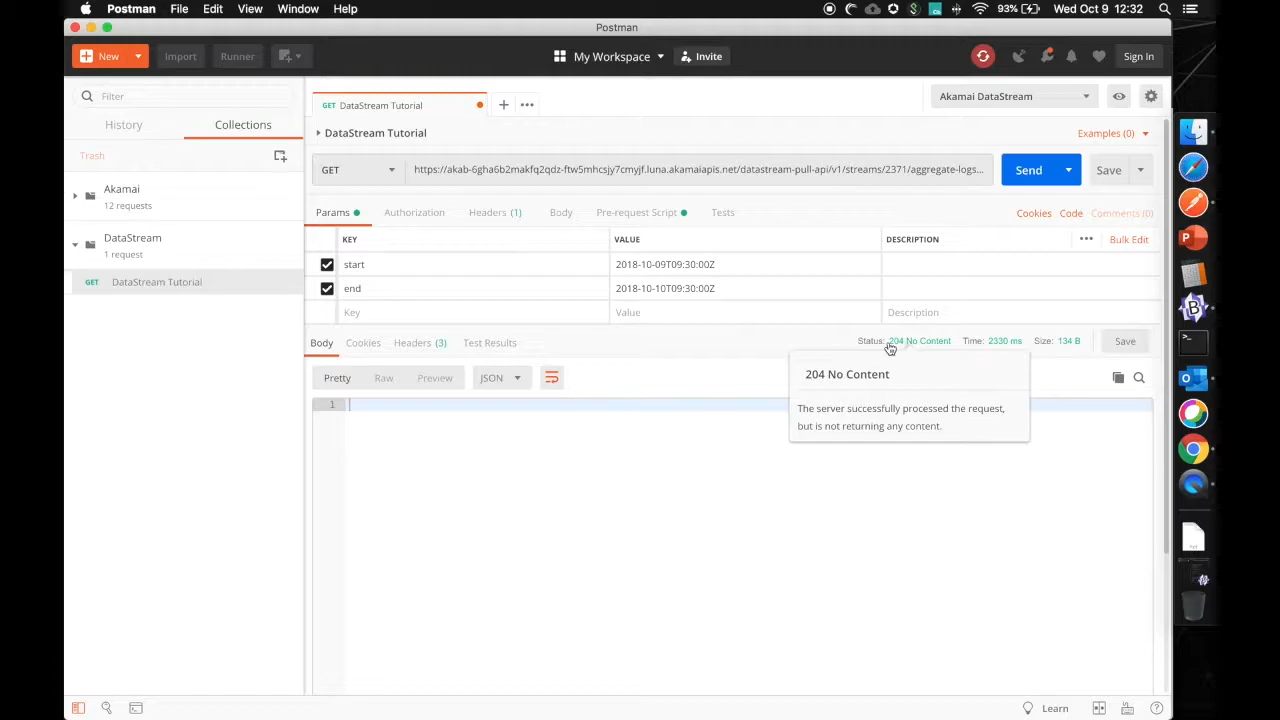 Postman File Edit View Window Help 93% Wed Oct 9 12:32
Postman
New Import Runner My Workspace Invite Sign In
Filter
History Collections
Trash
Akamai
12 requests
DataStream
1 request
GET DataStream Tutorial
GET DataStream Tutorial + ••• Akamai DataStream
DataStream Tutorial Examples (0)
GET https://akab-6gha6b2makfq2qdz-ftw5mhcsjy7cmyjf.luna.akamaiapis.net/datastream-pull-api/v1/streams/2371/aggregate-logs... Send Save
Params Authorization Headers (1) Body Pre-request Script Tests Cookies Code Comments (0)
KEY VALUE DESCRIPTION ••• Bulk Edit
start 2018-10-09T09:30:00Z
end 2018-10-10T09:30:00Z
Key Value Description
Body Cookies Headers (3) Test Results Status: 204 No Content Time: 2330 ms Size: 134 B Save
Pretty Raw Preview JSON
1
204 No Content
The server successfully processed the request,
but is not returning any content.
Learn